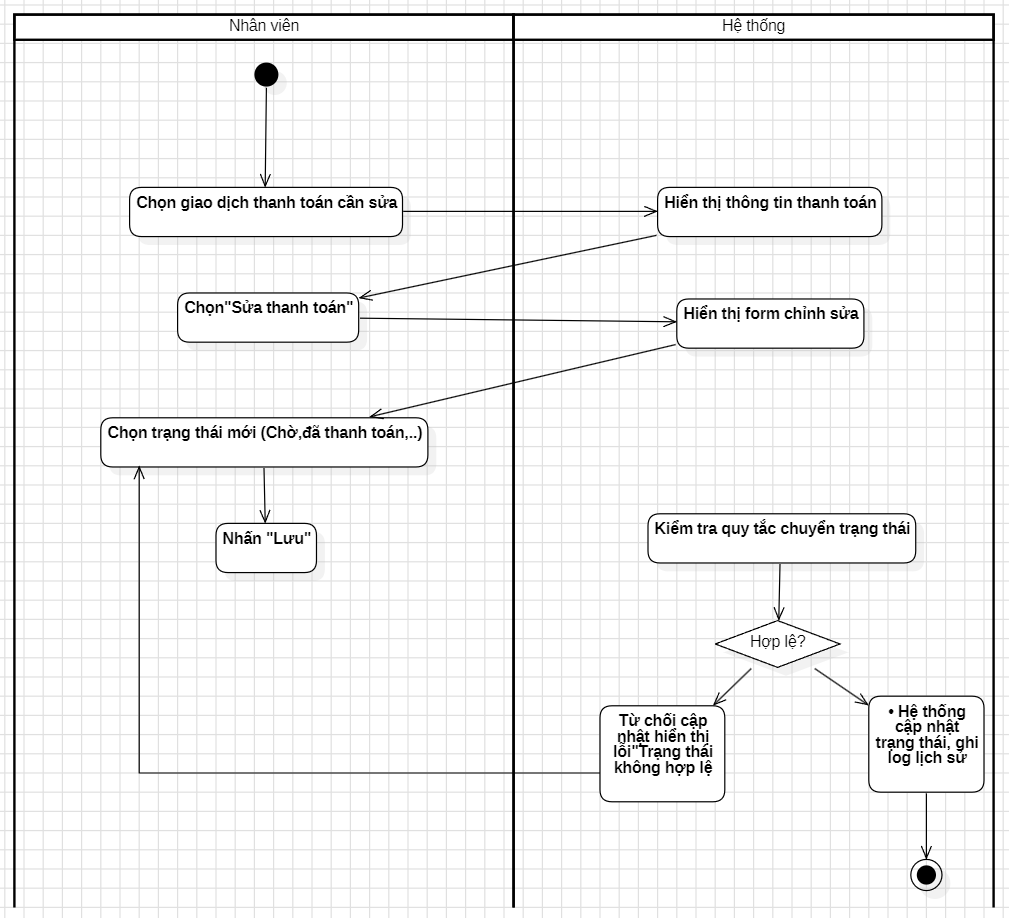 Nhân viên
Hệ thống
Chọn giao dịch thanh toán cần sửa
Hiển thị thông tin thanh toán
Chọn"Sửa thanh toán"
Hiển thị form chỉnh sửa
Chọn trạng thái mới (Chờ,đã thanh toán,..)
Nhấn "Lưu"
Kiểm tra quy tắc chuyển trạng thái
Hợp lệ?
Từ chối cập
nhật hiển thị
lỗi"Trạng thái
không hợp lệ
• Hệ thống
cập nhật
trạng thái, ghi
log lịch sử